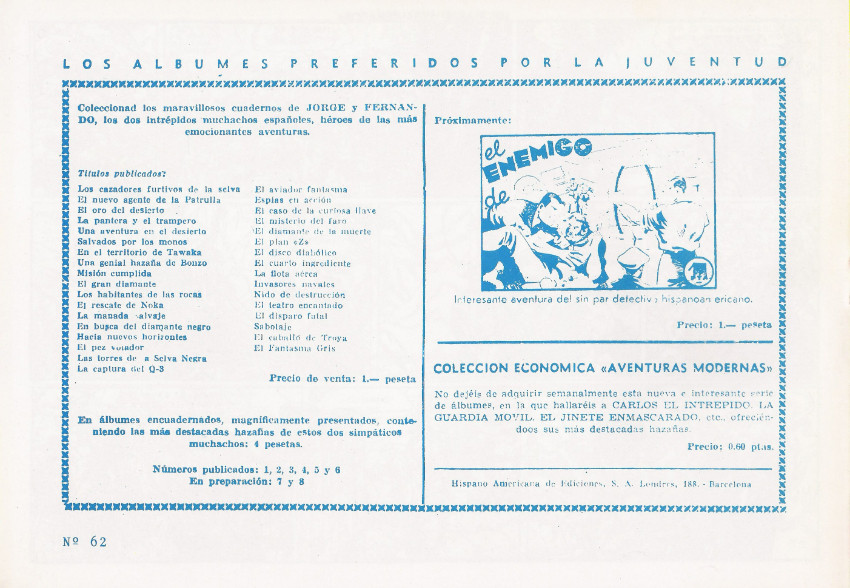 LOS ALBUMES PREFERIDOS POR LA JUVENTUD
Coleccionad los maravillosos cuadernos de JORGE y FERNAN-
DO, los dos intrépidos muchachos españoles, héroes de las más
emocionantes aventuras.
Títulos publicados:
Los cazadores furtivos de la selva
El nuevo agente de la Patrulla
El oro del desierto
La pantera y el trampero
Una aventura en el desierto
Salvados por los monos
En el territorio de Tawaka
Una genial hazaña de Bonzo
Misión cumplida
El gran diamante
Los habitantes de las rocas
El rescate de Noka
La manada salvaje
En busca del diamante negro
Hacia nuevos horizontes
El pez volador
Las torres de a Selva Negra
La captura del Q-3
El aviador fantasma
Espías en acción
El caso de la curiosa llave
El misterio del faro
El diamante de la muerte
El plan «Z»
El disco diabólico
El cuarto ingrediente
La flota aérea
Invasores navales
Nido de destrucción
El teatro encantado
El disparo fatal
Sabotaje
El caballo de Troya
El Fantasma Gris
Precio de venta: 1.— peseta
En álbumes encuadernados, magníficamente presentados, conte-
niendo las más destacadas hazañas de estos dos simpáticos
muchachos: 4 pesetas.
Números publicados: 1, 2, 3, 4, 5 y 6
En preparación: 7 y 8
Próximamente:
el
ENEMIGO
de
Interesante aventura del sin par detective hispanoamericano.
Precio: 1.— peseta
COLECCION ECONOMICA «AVENTURAS MODERNAS»
No dejéis de adquirir semanalmente esta nueva e interesante serie
de álbumes, en la que hallaréis a CARLOS EL INTREPIDO, LA
GUARDIA MOVIL, EL JINETE ENMASCARADO, etc., ofrecién-
doos sus más destacadas hazañas.
Precio: 0.60 ptas.
Hispano Americana de Ediciones, S. A. Londres, 188. - Barcelona
Nº 62